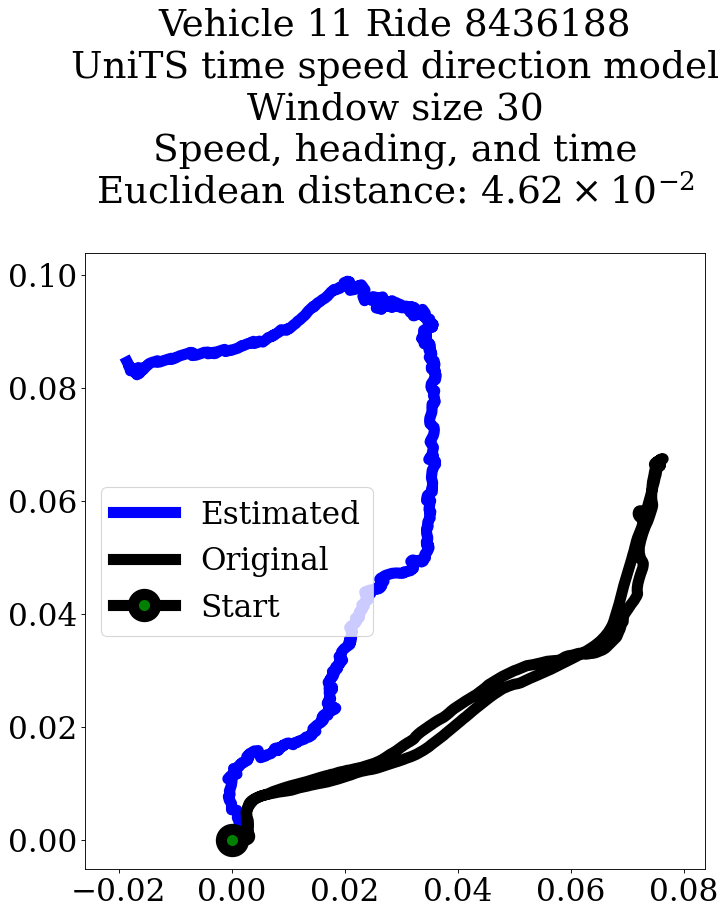 Vehicle 11 Ride 8436188
UniTS time speed direction model
Window size 30
Speed, heading, and time
Euclidean distance: 4.62 × 10⁻²
0.10
0.08
0.06
0.04
0.02
0.00
Estimated
Original
Start
−0.02 0.00 0.02 0.04 0.06 0.08